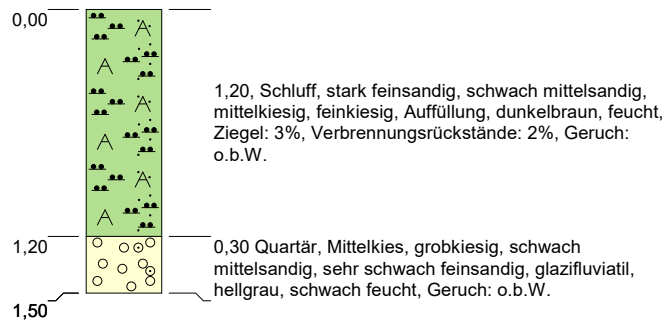 0,00
1,20, Schluff, stark feinsandig, schwach mittelsandig,
mittelkiesig, feinkiesig, Auffüllung, dunkelbraun, feucht,
Ziegel: 3%, Verbrennungsrückstände: 2%, Geruch:
o.b.W.
1,20
0,30 Quartär, Mittelkies, grobkiesig, schwach
mittelsandig, sehr schwach feinsandig, glazifluviatil,
hellgrau, schwach feucht, Geruch: o.b.W.
1,50